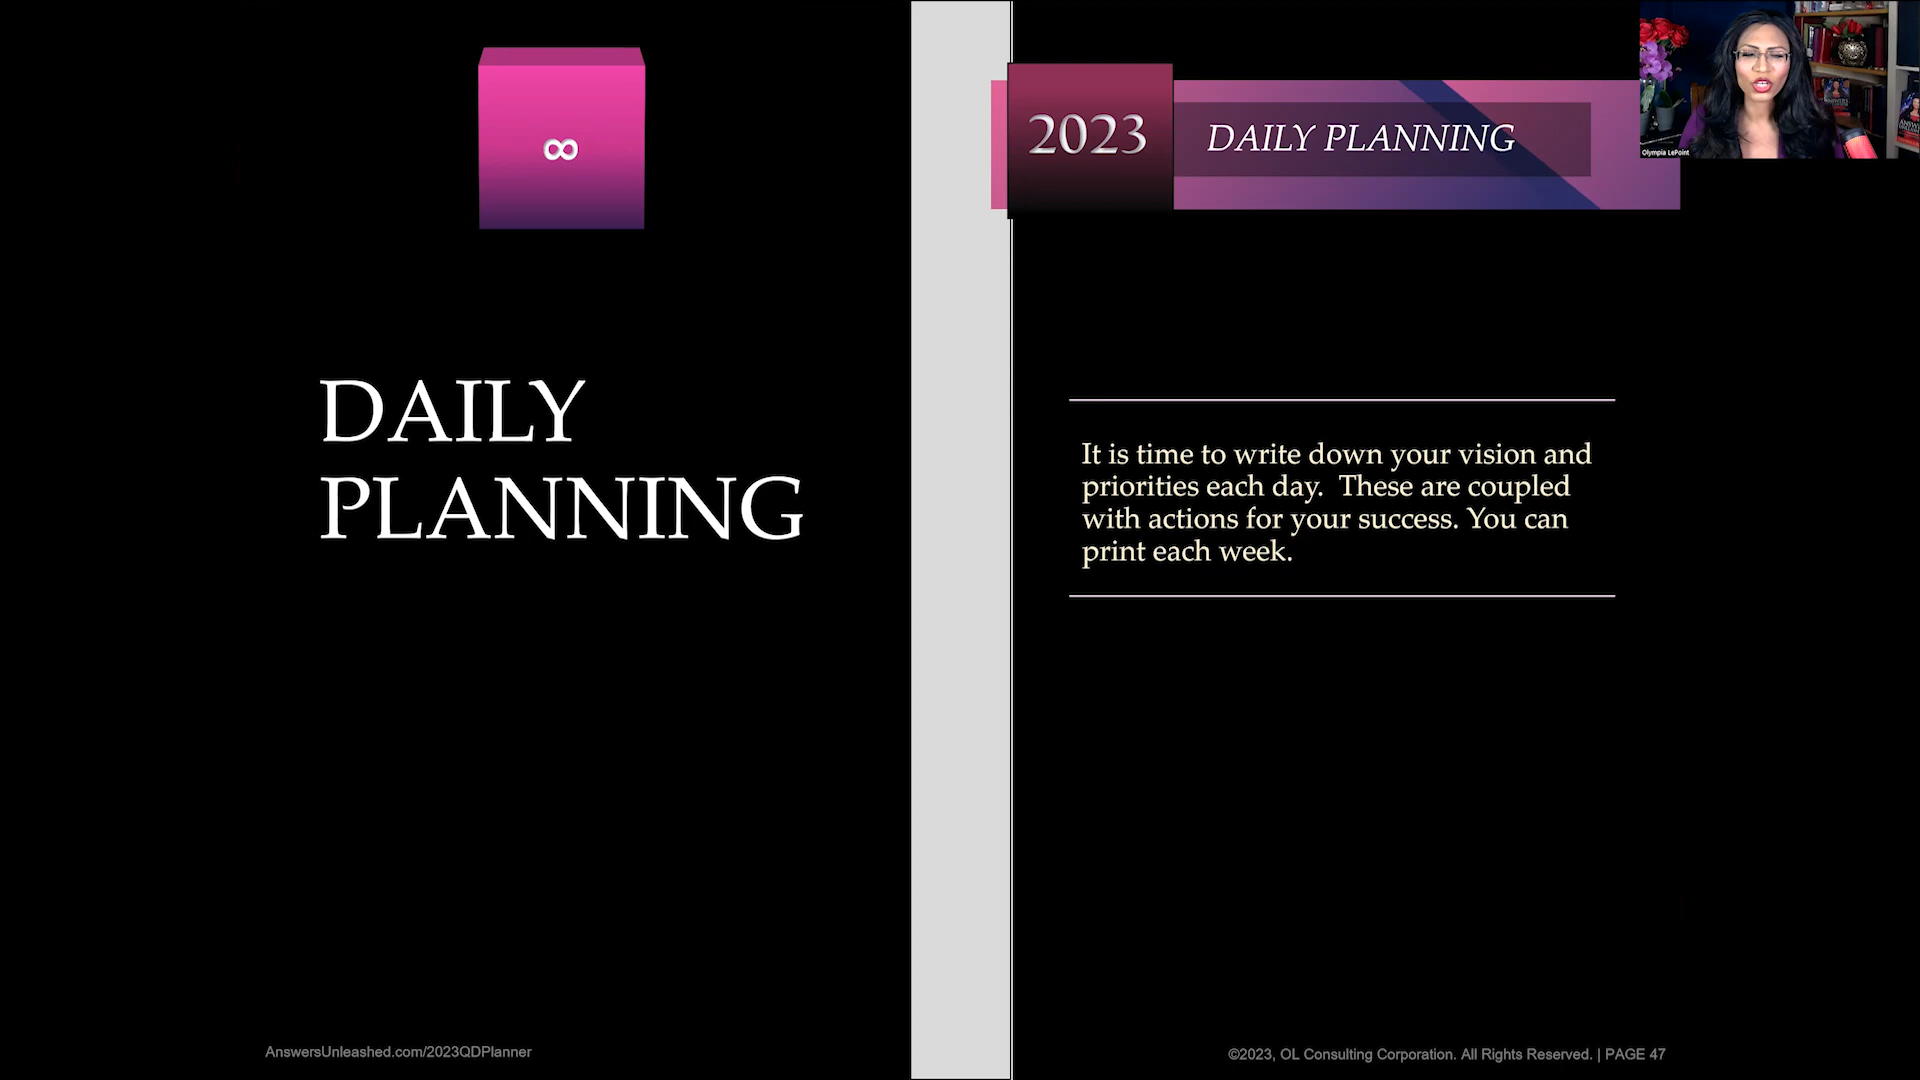 ∞
DAILY
PLANNING
AnswersUnleashed.com/2023QDPlanner
2023
DAILY PLANNING
It is time to write down your vision and
priorities each day.  These are coupled
with actions for your success. You can
print each week.
©2023, OL Consulting Corporation. All Rights Reserved. | PAGE 47
Olympia LePoint